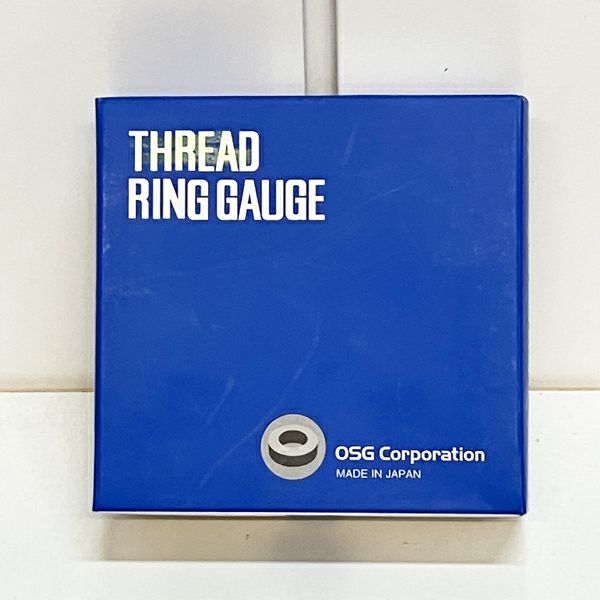 THREAD
RING GAUGE
OSG Corporation
MADE IN JAPAN